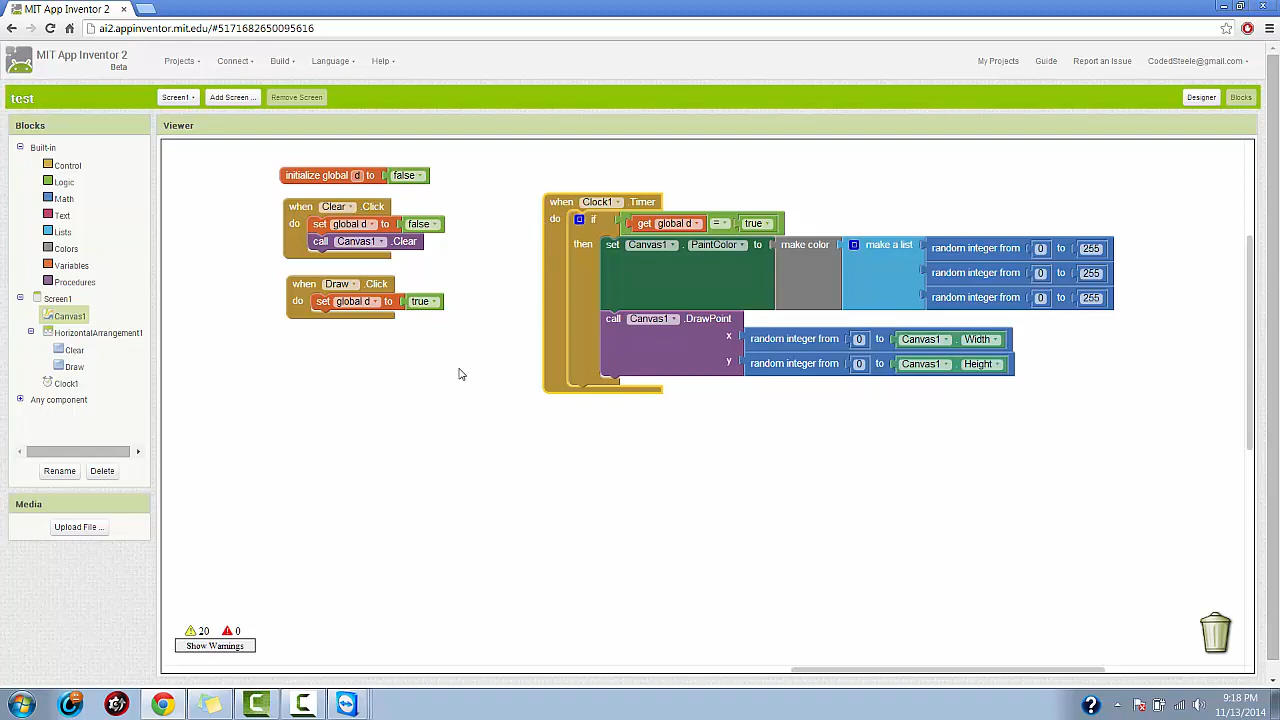 MIT App Inventor 2
ai2.appinventor.mit.edu/#5171682650095616
MIT App Inventor 2
Beta
Projects
Connect
Build
Language
Help
My Projects
Guide
Report an Issue
CodedSteele@gmail.com
test
Screen1
Add Screen ...
Remove Screen
Designer
Blocks
Blocks
Viewer
Built-in
Control
Logic
Math
Text
Lists
Colors
Variables
Procedures
Screen1
Canvas1
HorizontalArrangement1
Clear
Draw
Clock1
Any component
Rename
Delete
Media
Upload File ...
initialize global d to false
when Clear .Click
do set global d to false
call Canvas1 .Clear
when Draw .Click
do set global d to true
when Clock1 .Timer
do if get global d = true
then set Canvas1 . PaintColor to make color make a list random integer from 0 to 255
random integer from 0 to 255
random integer from 0 to 255
call Canvas1 .DrawPoint
x random integer from 0 to Canvas1 . Width
y random integer from 0 to Canvas1 . Height
20 0
Show Warnings
9:18 PM
11/13/2014